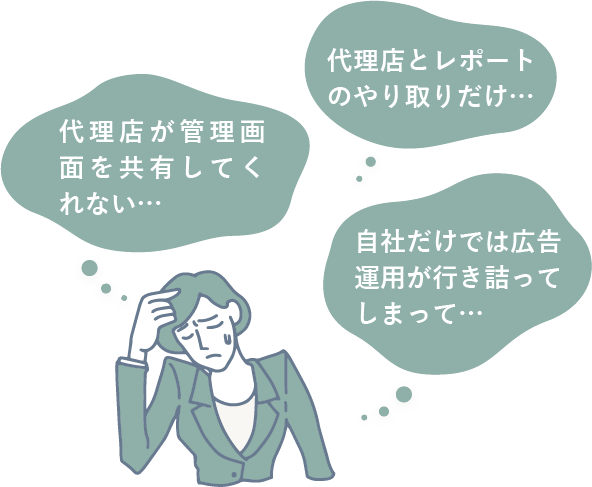 代理店とレポート
のやり取りだけ…
代理店が管理画
面を共有してく
れない…
自社だけでは広告
運用が行き詰って
しまって…